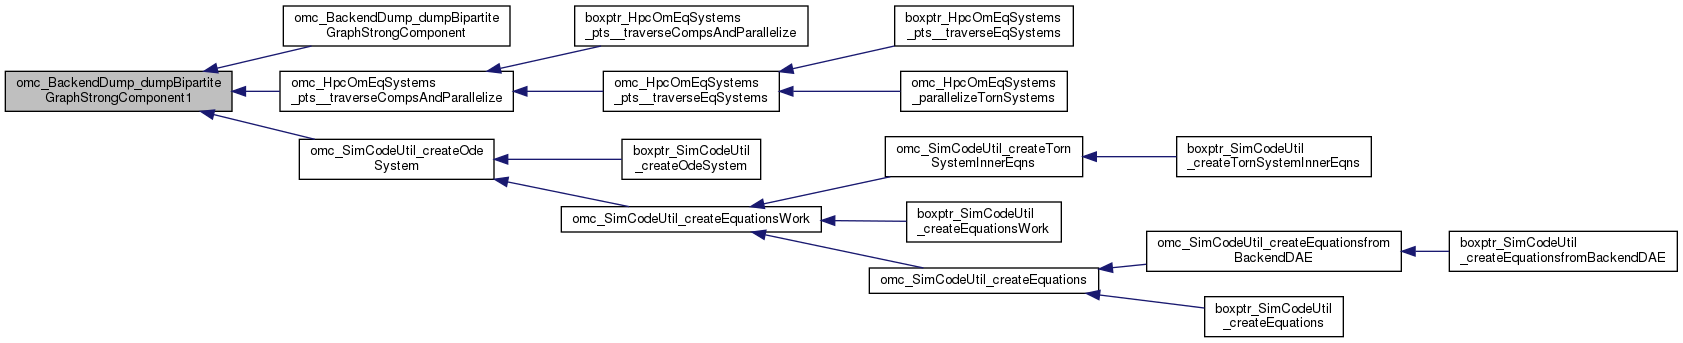 omc_BackendDump_dumpBipartite
GraphStrongComponent1
omc_BackendDump_dumpBipartite
GraphStrongComponent
omc_HpcOmEqSystems
_pts__traverseCompsAndParallelize
boxptr_HpcOmEqSystems
_pts__traverseCompsAndParallelize
omc_HpcOmEqSystems
_pts__traverseEqSystems
boxptr_HpcOmEqSystems
_pts__traverseEqSystems
omc_HpcOmEqSystems
_parallelizeTornSystems
omc_SimCodeUtil_createOde
System
boxptr_SimCodeUtil
_createOdeSystem
omc_SimCodeUtil_createEquationsWork
omc_SimCodeUtil_createTorn
SystemInnerEqns
boxptr_SimCodeUtil
_createTornSystemInnerEqns
boxptr_SimCodeUtil
_createEquationsWork
omc_SimCodeUtil_createEquations
omc_SimCodeUtil_createEquationsfrom
BackendDAE
boxptr_SimCodeUtil
_createEquationsfromBackendDAE
boxptr_SimCodeUtil
_createEquations